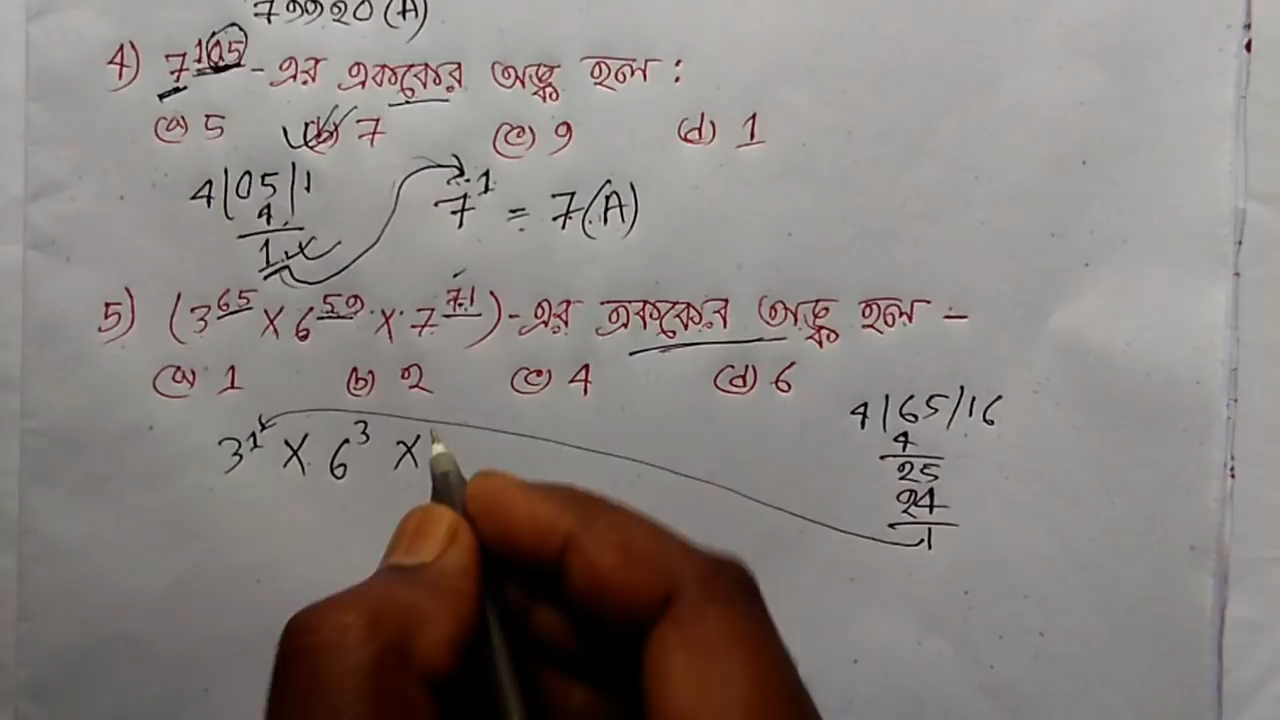 79920 (A)
4) 7^105 - এর এককের অঙ্ক হল :
(a) 5 (b) 7 (c) 9 (d) 1
4 | 05 | 1
4
1
7^1 = 7 (A)
5) (3^65 X 6^59 X 7^71) - এর এককের অঙ্ক হল -
(a) 1 (b) 2 (c) 4 (d) 6
3^1 X 6^3 X
4 | 65 | 16
4
25
24
1